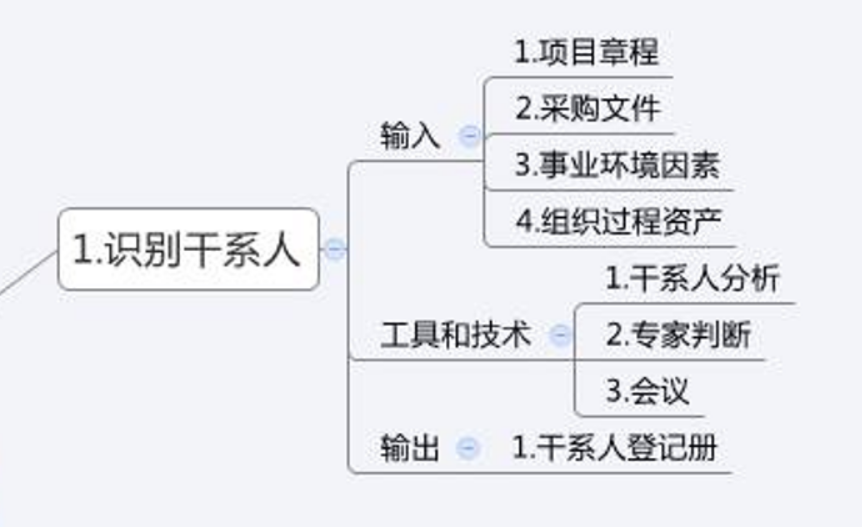 1.识别干系人
输入
1.项目章程
2.采购文件
3.事业环境因素
4.组织过程资产
工具和技术
1.干系人分析
2.专家判断
3.会议
输出
1.干系人登记册